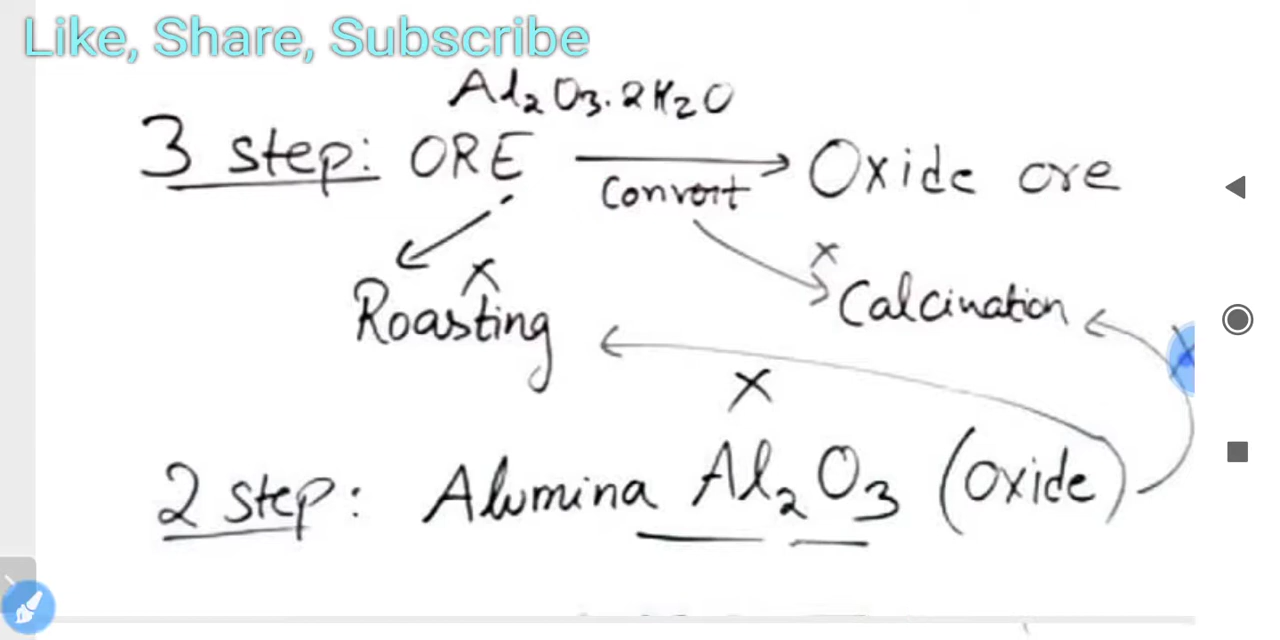 Like, Share, Subscribe
Al2O3.2H2O
3 step: ORE Convert Oxide ore
x
x Calcination
Roasting
x
2 step: Alumina Al2O3 (Oxide)